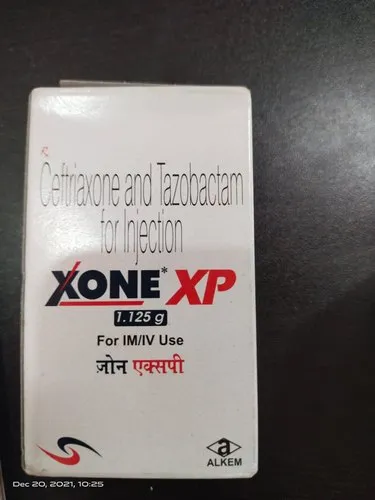 Ceftriaxone and Tazobactam
for Injection
XONE* XP
1.125 g
For IM/IV Use
ज़ोन एक्सपी
a
ALKEM
Dec 20, 2021, 10:25